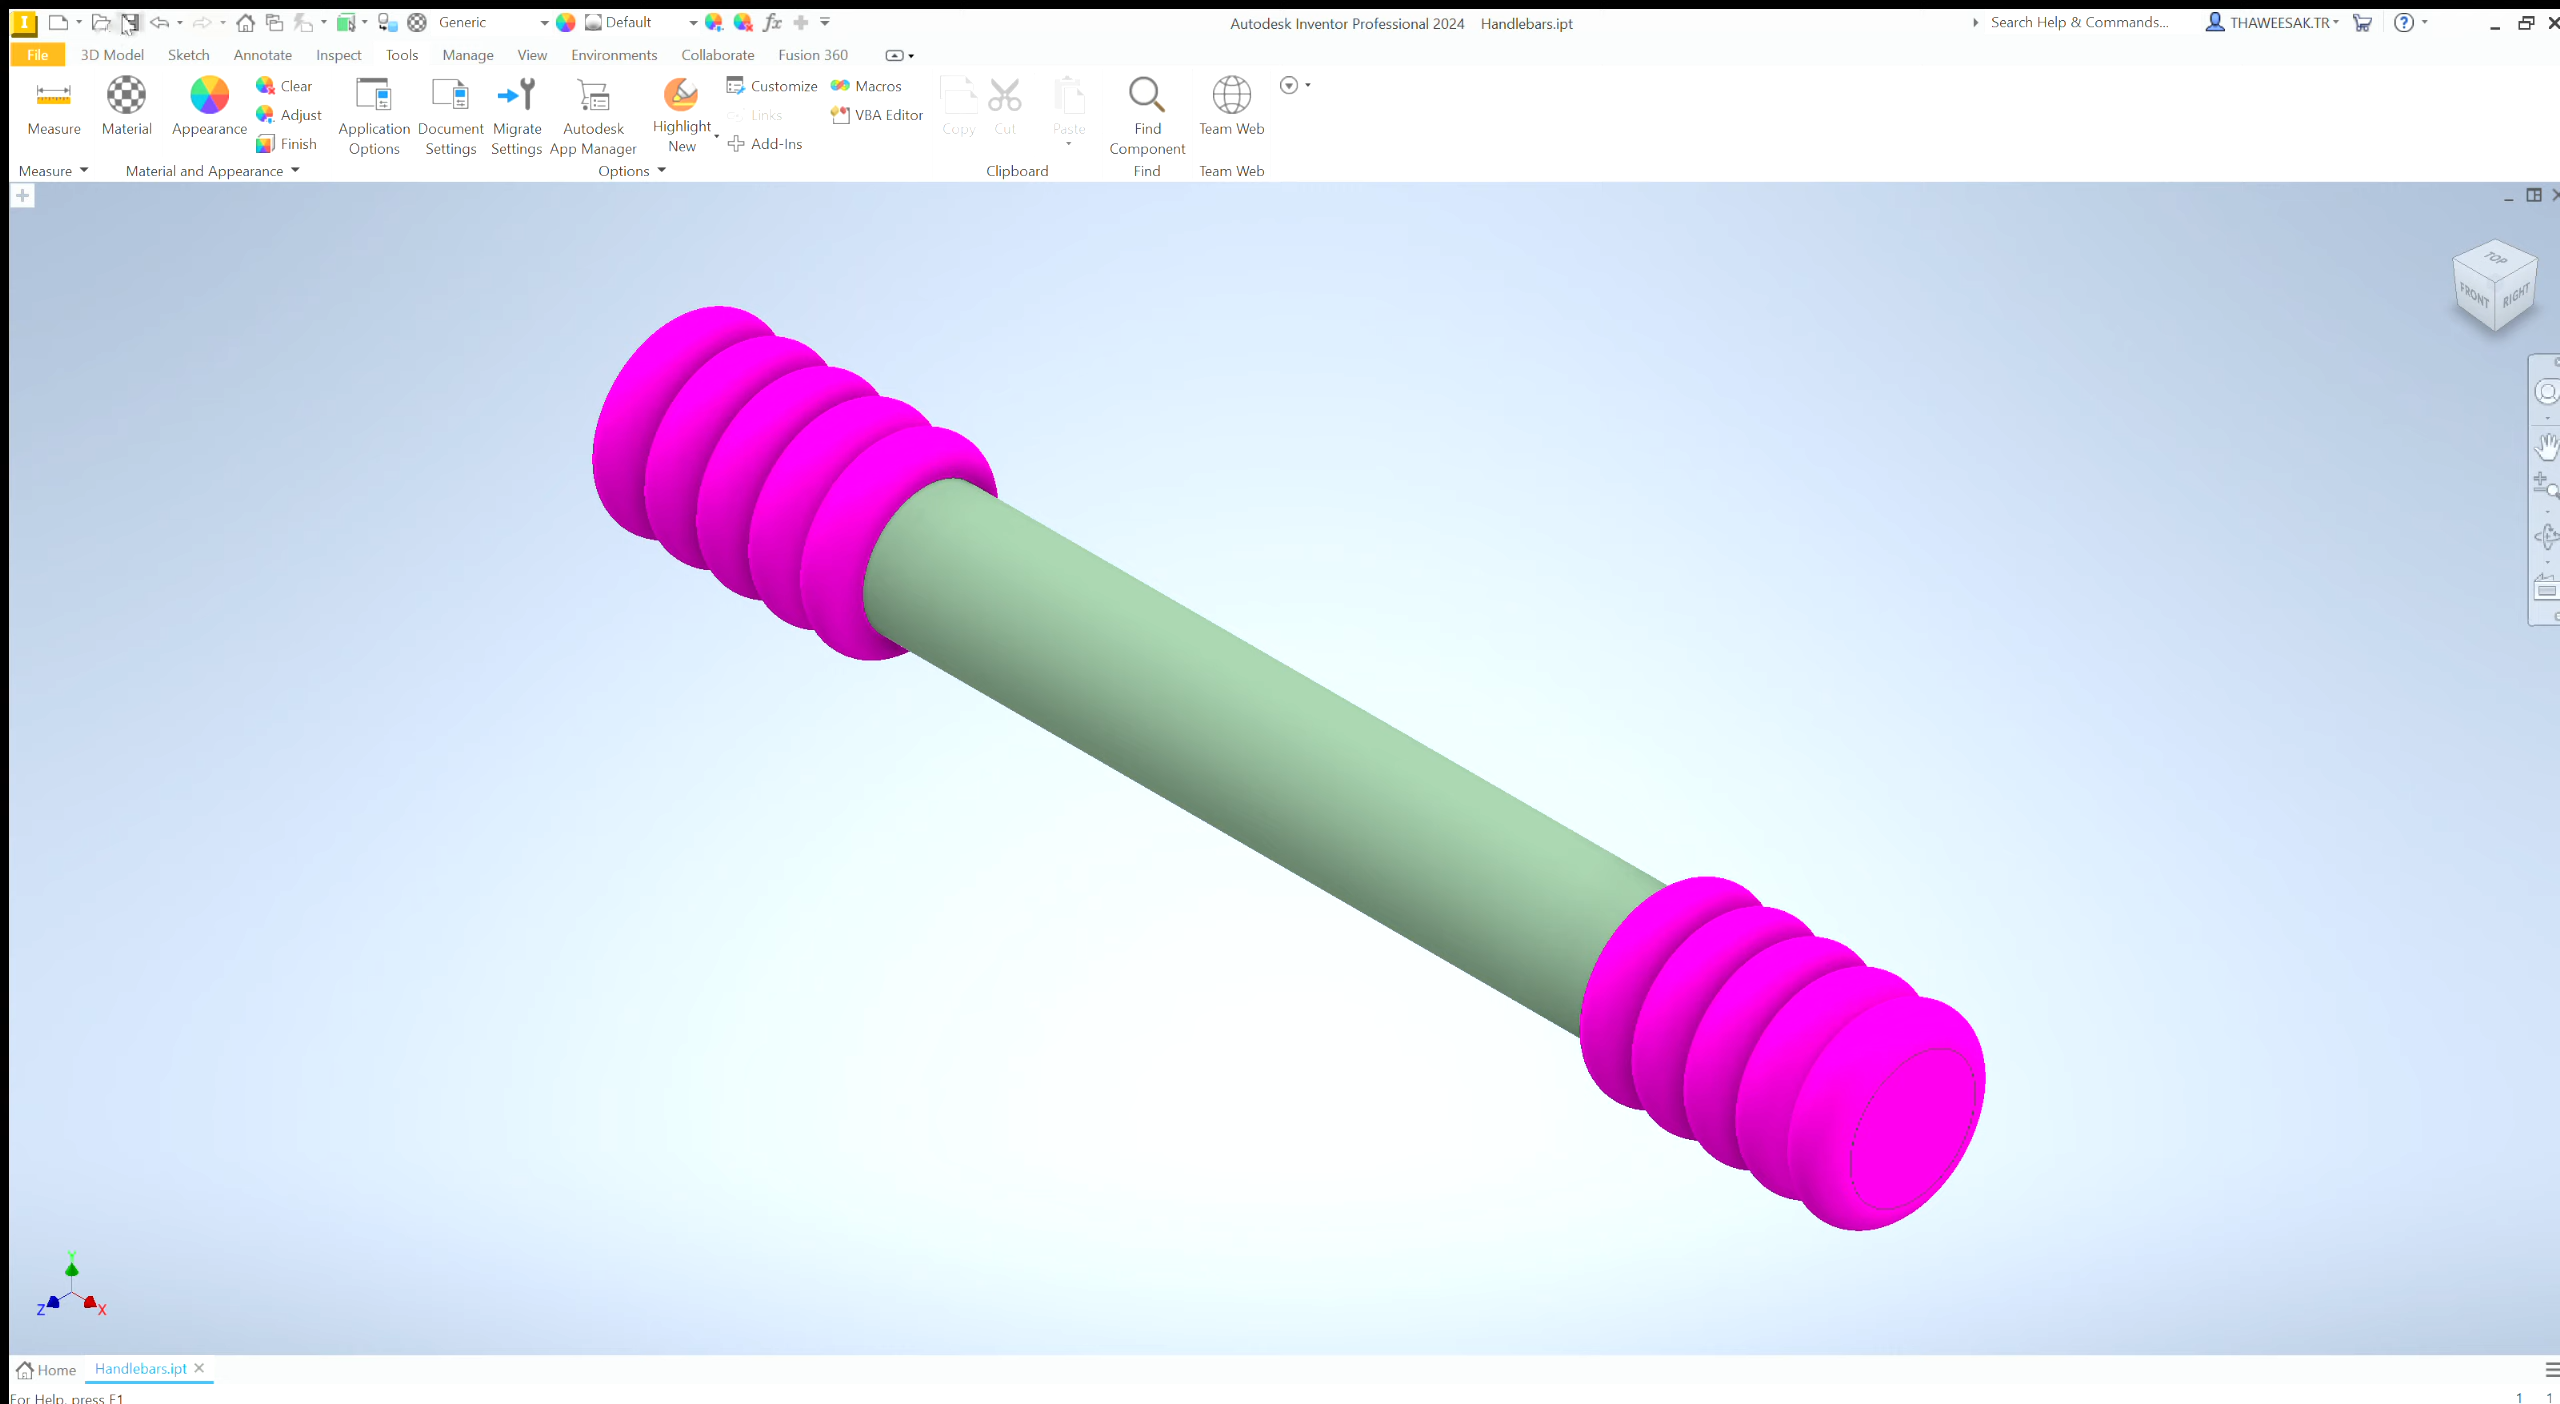 I Generic Default fx Autodesk Inventor Professional 2024 Handlebars.ipt Search Help & Commands... THAWEESAK.TR ?
File 3D Model Sketch Annotate Inspect Tools Manage View Environments Collaborate Fusion 360
Measure
Material
Appearance
Clear
Adjust
Finish
Application
Options
Document
Settings
Migrate
Settings
Autodesk
App Manager
Highlight
New
Customize
Links
Add-Ins
Macros
VBA Editor
Copy
Cut
Paste
Find
Component
Team Web
Measure Material and Appearance Options Clipboard Find Team Web
TOP
FRONT RIGHT
Y
Z X
Home Handlebars.ipt
For Help, press F1 1 1